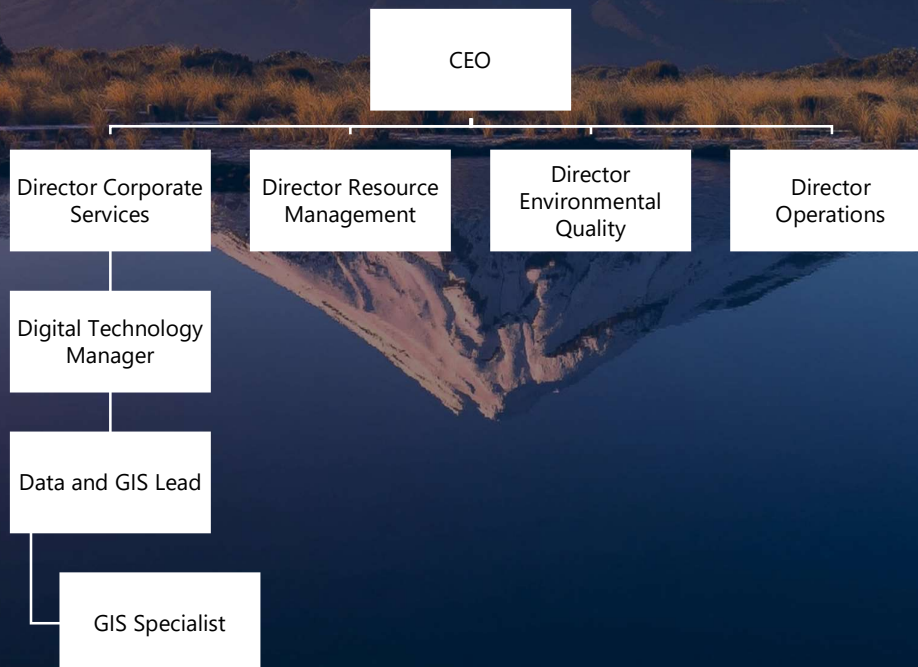 CEO
Director Corporate
Services
Director Resource
Management
Director
Environmental
Quality
Director
Operations
Digital Technology
Manager
Data and GIS Lead
GIS Specialist